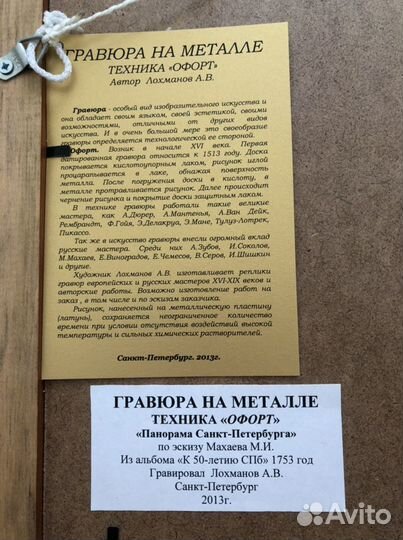 ГРАВЮРА НА МЕТАЛЛЕ
ТЕХНИКА «ОФОРТ»
Автор Лохманов А.В.
Гравюра - особый вид изобразительного искусства и
она обладает своим языком, своей эстетикой, своими
возможностями, отличными от других видов
искусства. И в очень большой мере это своеобразие
гравюры определяется технологической ее стороной.
Офорт. Возник в начале XVI века. Первая
датированная гравюра относится к 1513 году. Доска
покрывается кислотоупорным лаком, рисунок иглой
процарапывается в лаке, обнажая поверхность
металла. После погружения доски в кислоту, в
металле протравливается рисунок. Далее происходит
чернение рисунка и покрытие доски защитным лаком.
В технике гравюры работали такие великие
мастера, как А.Дюрер, А.Мантенья, А.Ван Дейк,
Рембрандт, Ф.Гойя, Э.Делакруа, Э.Мане, Тулуз-Лотрек,
Пикассо.
Так же в искусство гравюры внесли огромный вклад
русские мастера. Среди них А.Зубов, И.Соколов,
М.Махаев, Е.Виноградов, Е.Чемесов, В.Серов, И.Шишкин
и другие.
Художник Лохманов А.В. изготавливает реплики
гравюр европейских и русских мастеров XVI-XIX веков и
авторские работы. Возможно изготовление работ на
заказ , в том числе и по эскизам заказчика.
Рисунок, нанесенный на металлическую пластину
(латунь), сохраняется неограниченное количество
времени при условии отсутствия воздействий высокой
температуры и сильных химических растворителей.
Санкт-Петербург. 2013г.
ГРАВЮРА НА МЕТАЛЛЕ
ТЕХНИКА «ОФОРТ»
«Панорама Санкт-Петербурга»
по эскизу Махаева М.И.
Из альбома «К 50-летию СПб» 1753 год
Гравировал Лохманов А.В.
Санкт-Петербург
2013г.
Avito